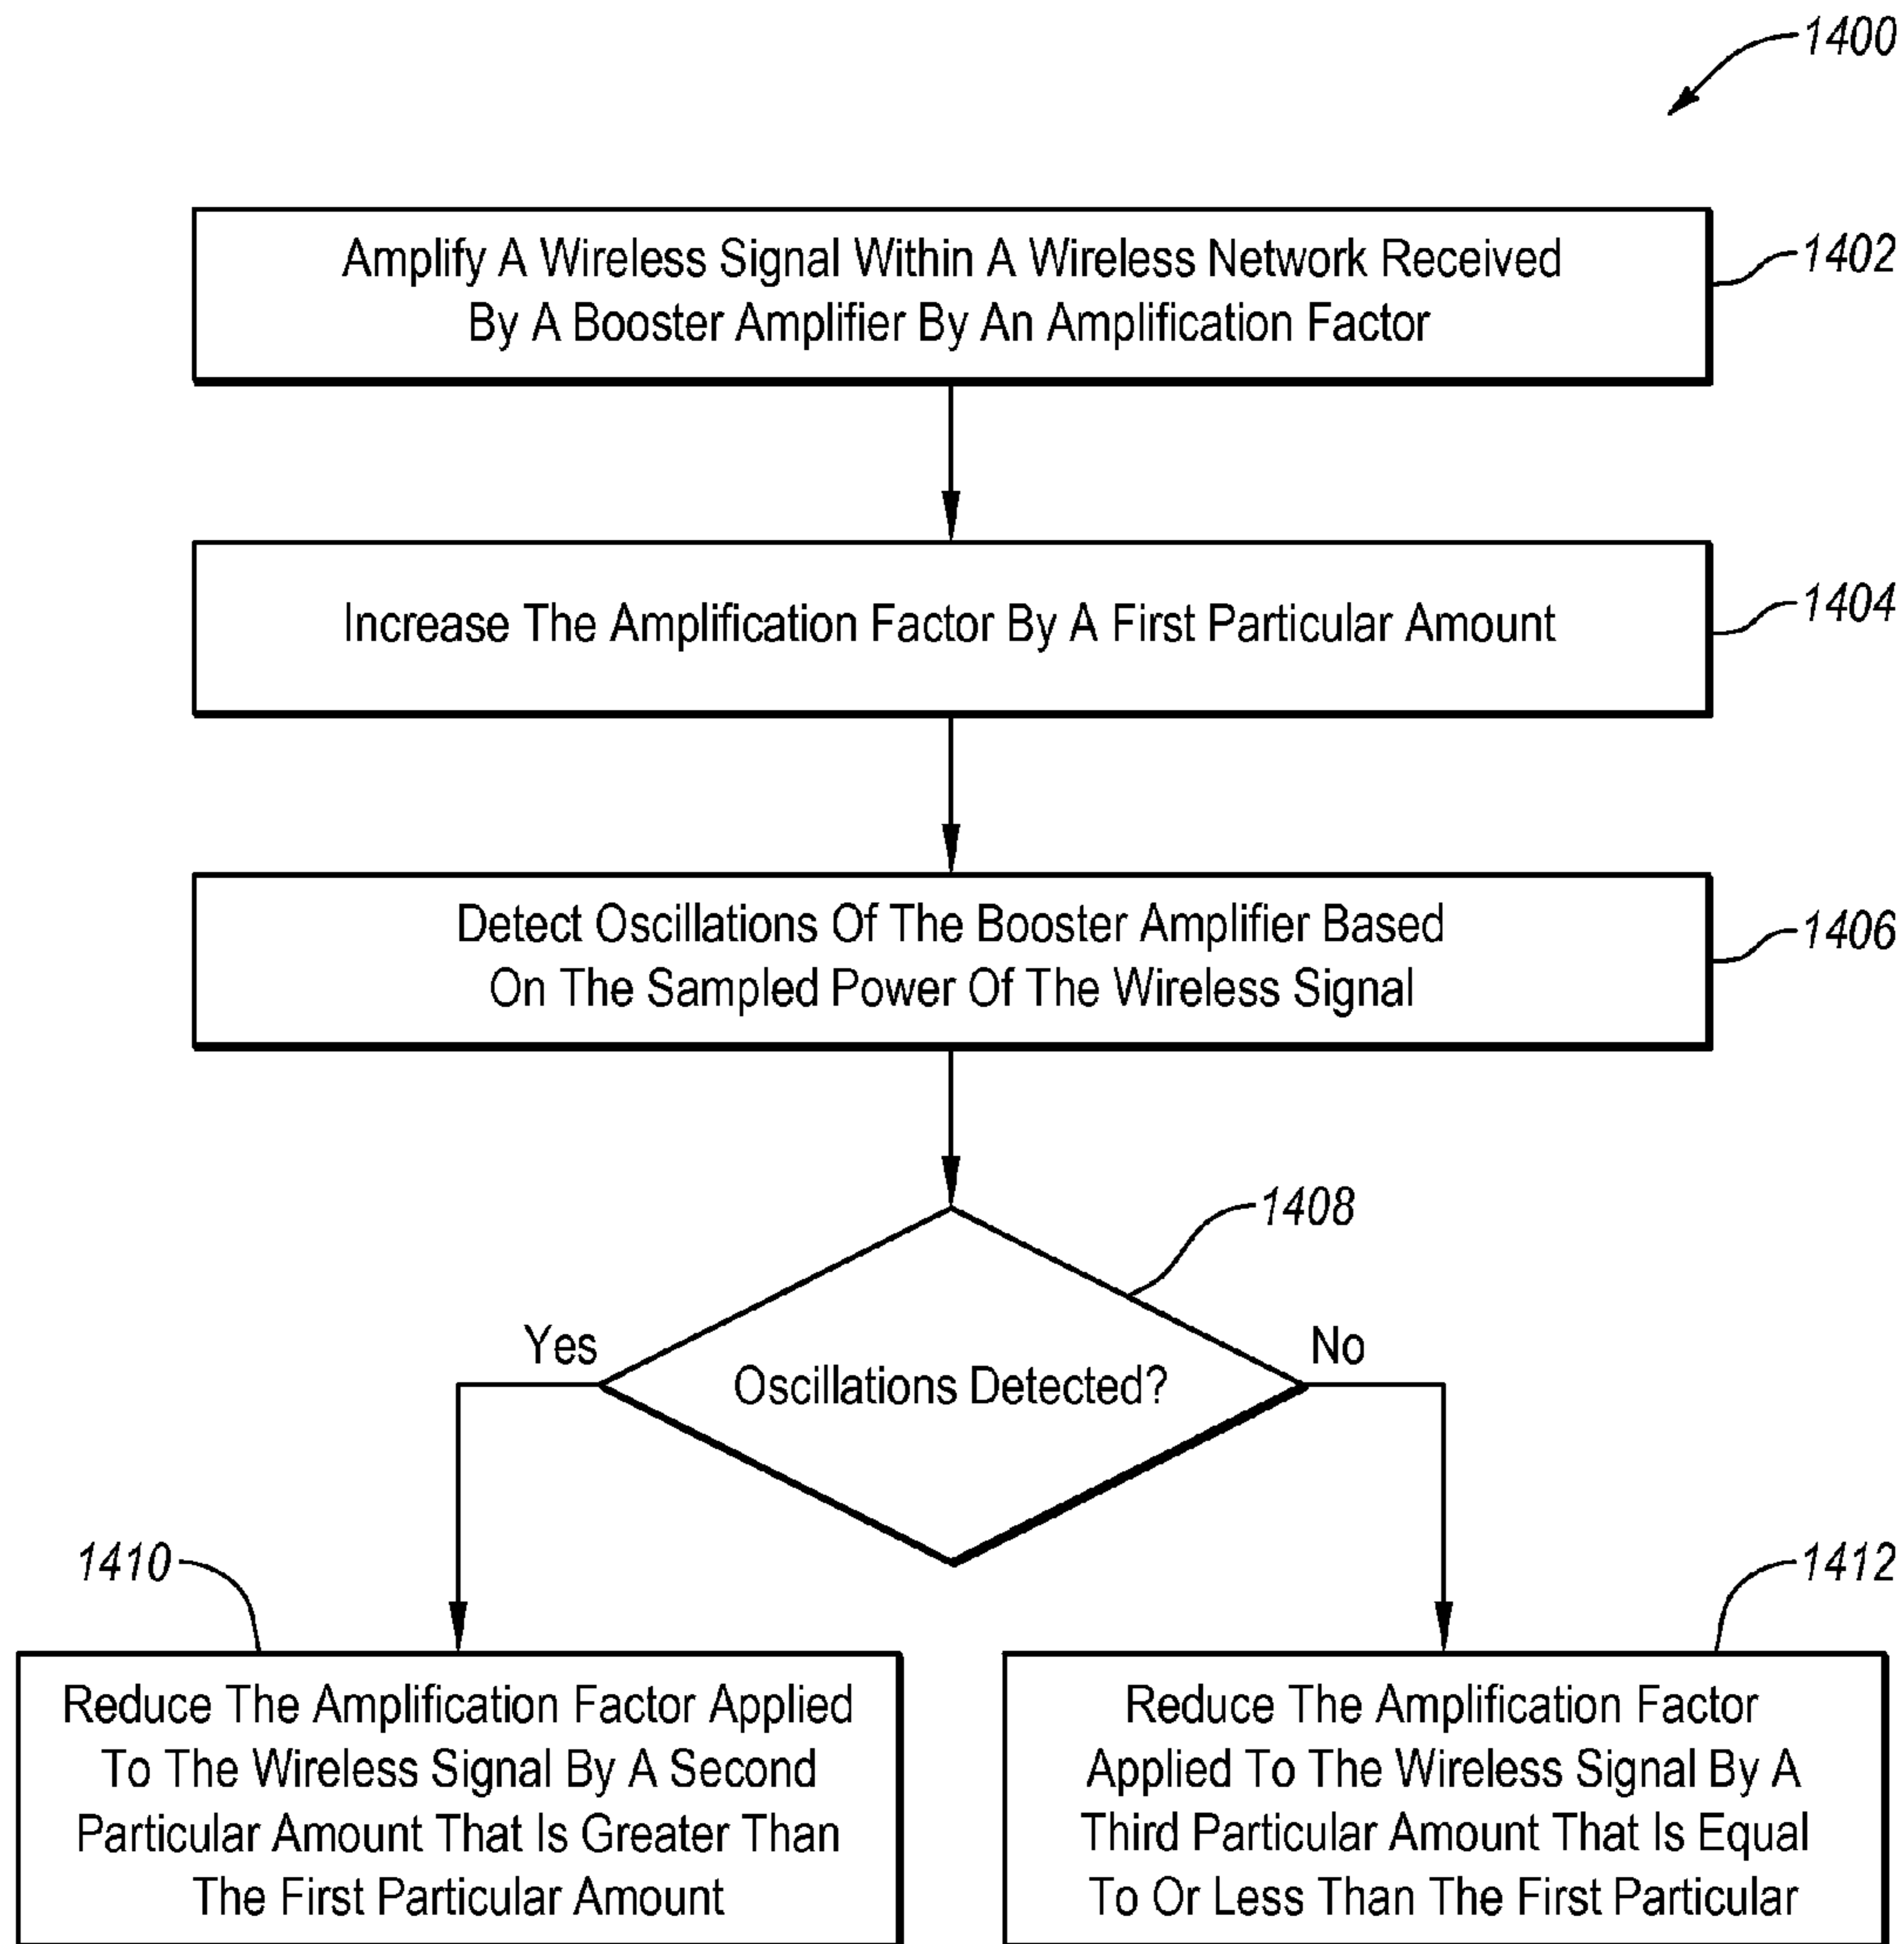 1400
Amplify A Wireless Signal Within A Wireless Network Received
By A Booster Amplifier By An Amplification Factor
1402
Increase The Amplification Factor By A First Particular Amount
1404
Detect Oscillations Of The Booster Amplifier Based
On The Sampled Power Of The Wireless Signal
1406
1408
Yes
No
Oscillations Detected?
1410
1412
Reduce The Amplification Factor Applied
To The Wireless Signal By A Second
Particular Amount That Is Greater Than
The First Particular Amount
Reduce The Amplification Factor
Applied To The Wireless Signal By A
Third Particular Amount That Is Equal
To Or Less Than The First Particular